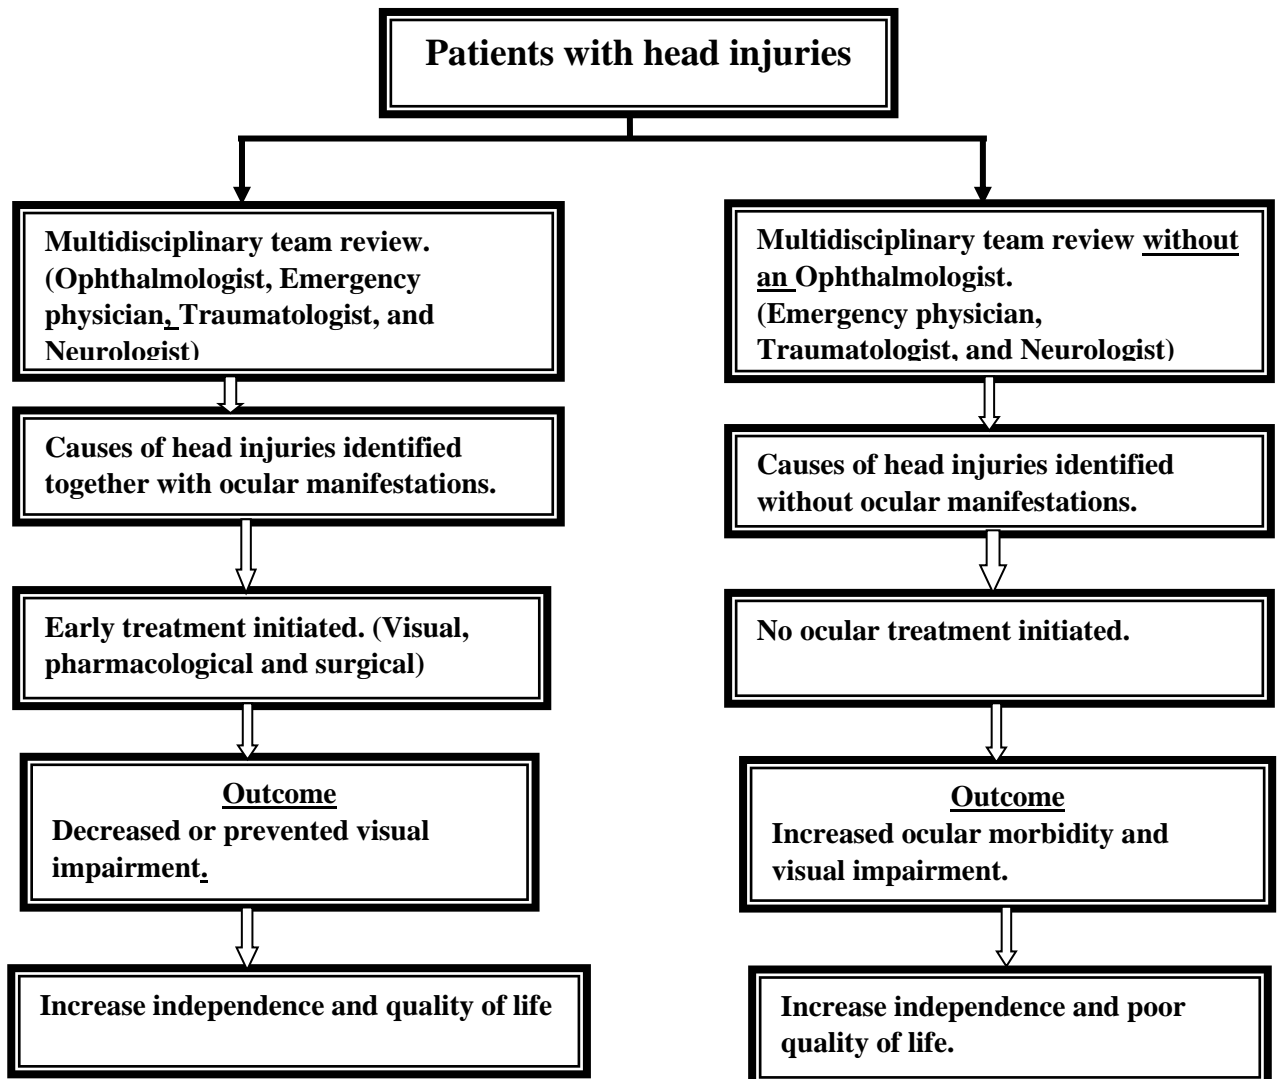 Patients with head injuries
Multidisciplinary team review.
(Ophthalmologist, Emergency
physician, Traumatologist, and
Neurologist)
Causes of head injuries identified
together with ocular manifestations.
Early treatment initiated. (Visual,
pharmacological and surgical)
Outcome
Decreased or prevented visual
impairment.
Increase independence and quality of life
Multidisciplinary team review without
an Ophthalmologist.
(Emergency physician,
Traumatologist, and Neurologist)
Causes of head injuries identified
without ocular manifestations.
No ocular treatment initiated.
Outcome
Increased ocular morbidity and
visual impairment.
Increase independence and poor
quality of life.